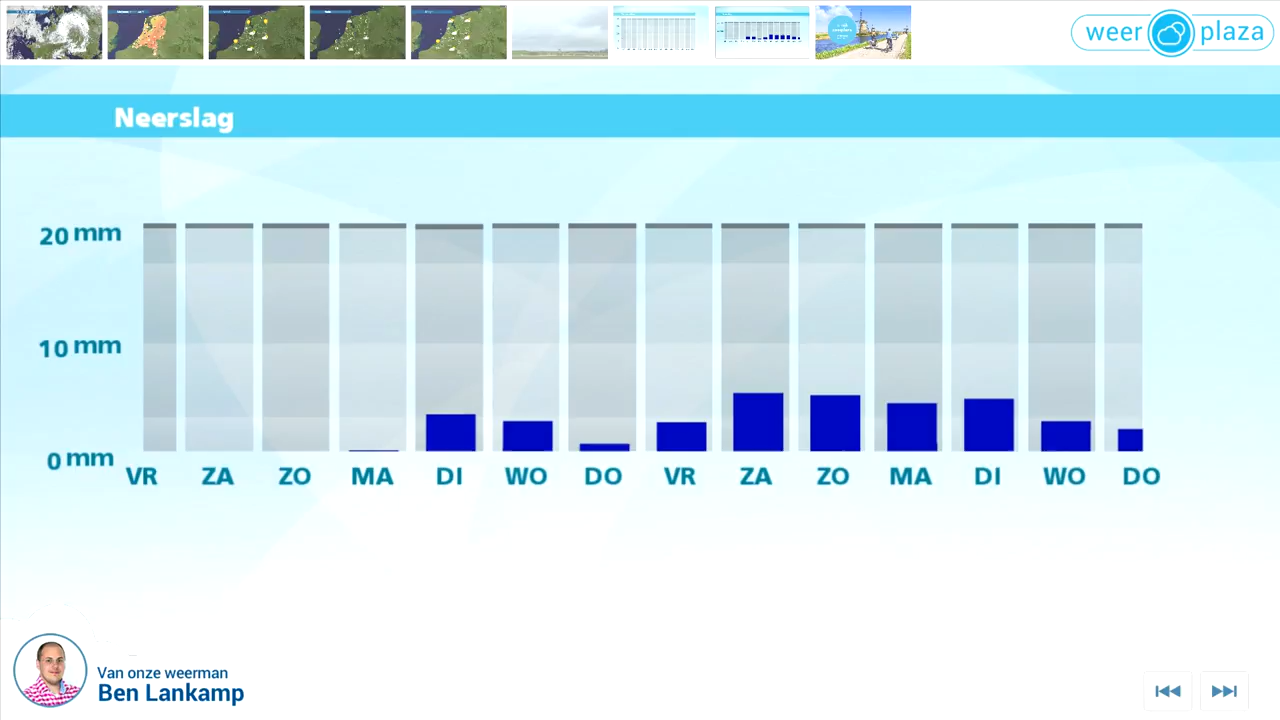 weer plaza
Neerslag
20 mm
10 mm
0 mm
VR ZA ZO MA DI WO DO VR ZA ZO MA DI WO DO
Van onze weerman
Ben Lankamp